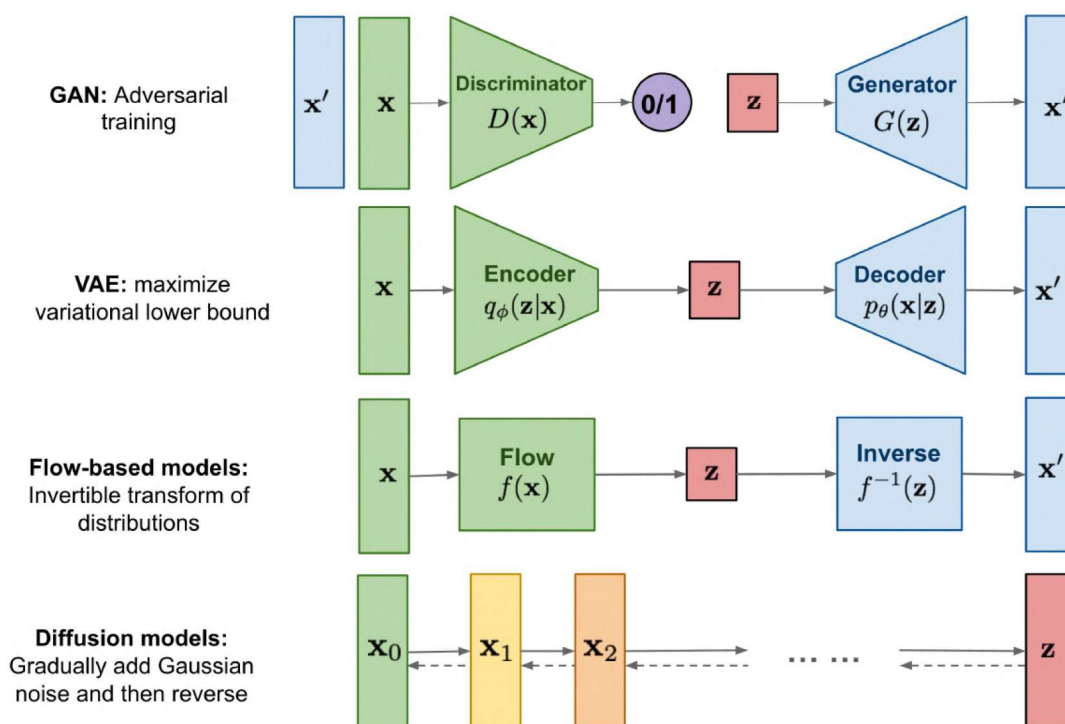 GAN: Adversarial
training
x'
x
Discriminator
D(x)
0/1
z
Generator
G(z)
x'
VAE: maximize
variational lower bound
x
Encoder
qϕ(z|x)
z
Decoder
pθ(x|z)
x'
Flow-based models:
Invertible transform of
distributions
x
Flow
f(x)
z
Inverse
f⁻¹(z)
x'
Diffusion models:
Gradually add Gaussian
noise and then reverse
x₀
x₁
x₂
... ...
z